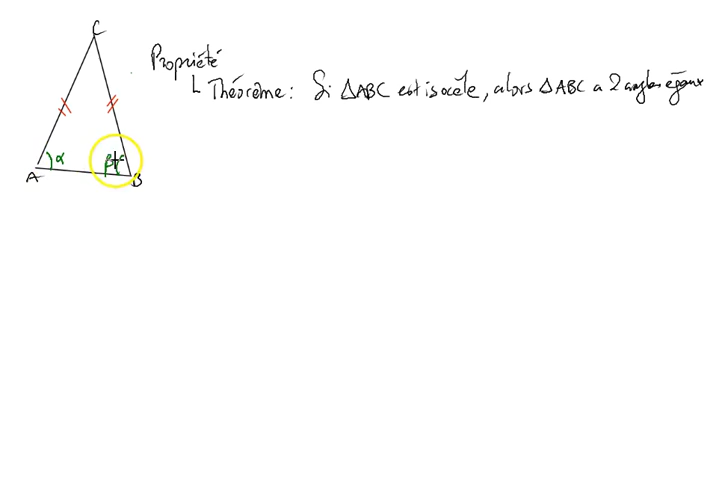 C
Propriété
Théorème : Si △ABC est isocèle, alors △ABC a 2 angles égaux
α
β
A
B